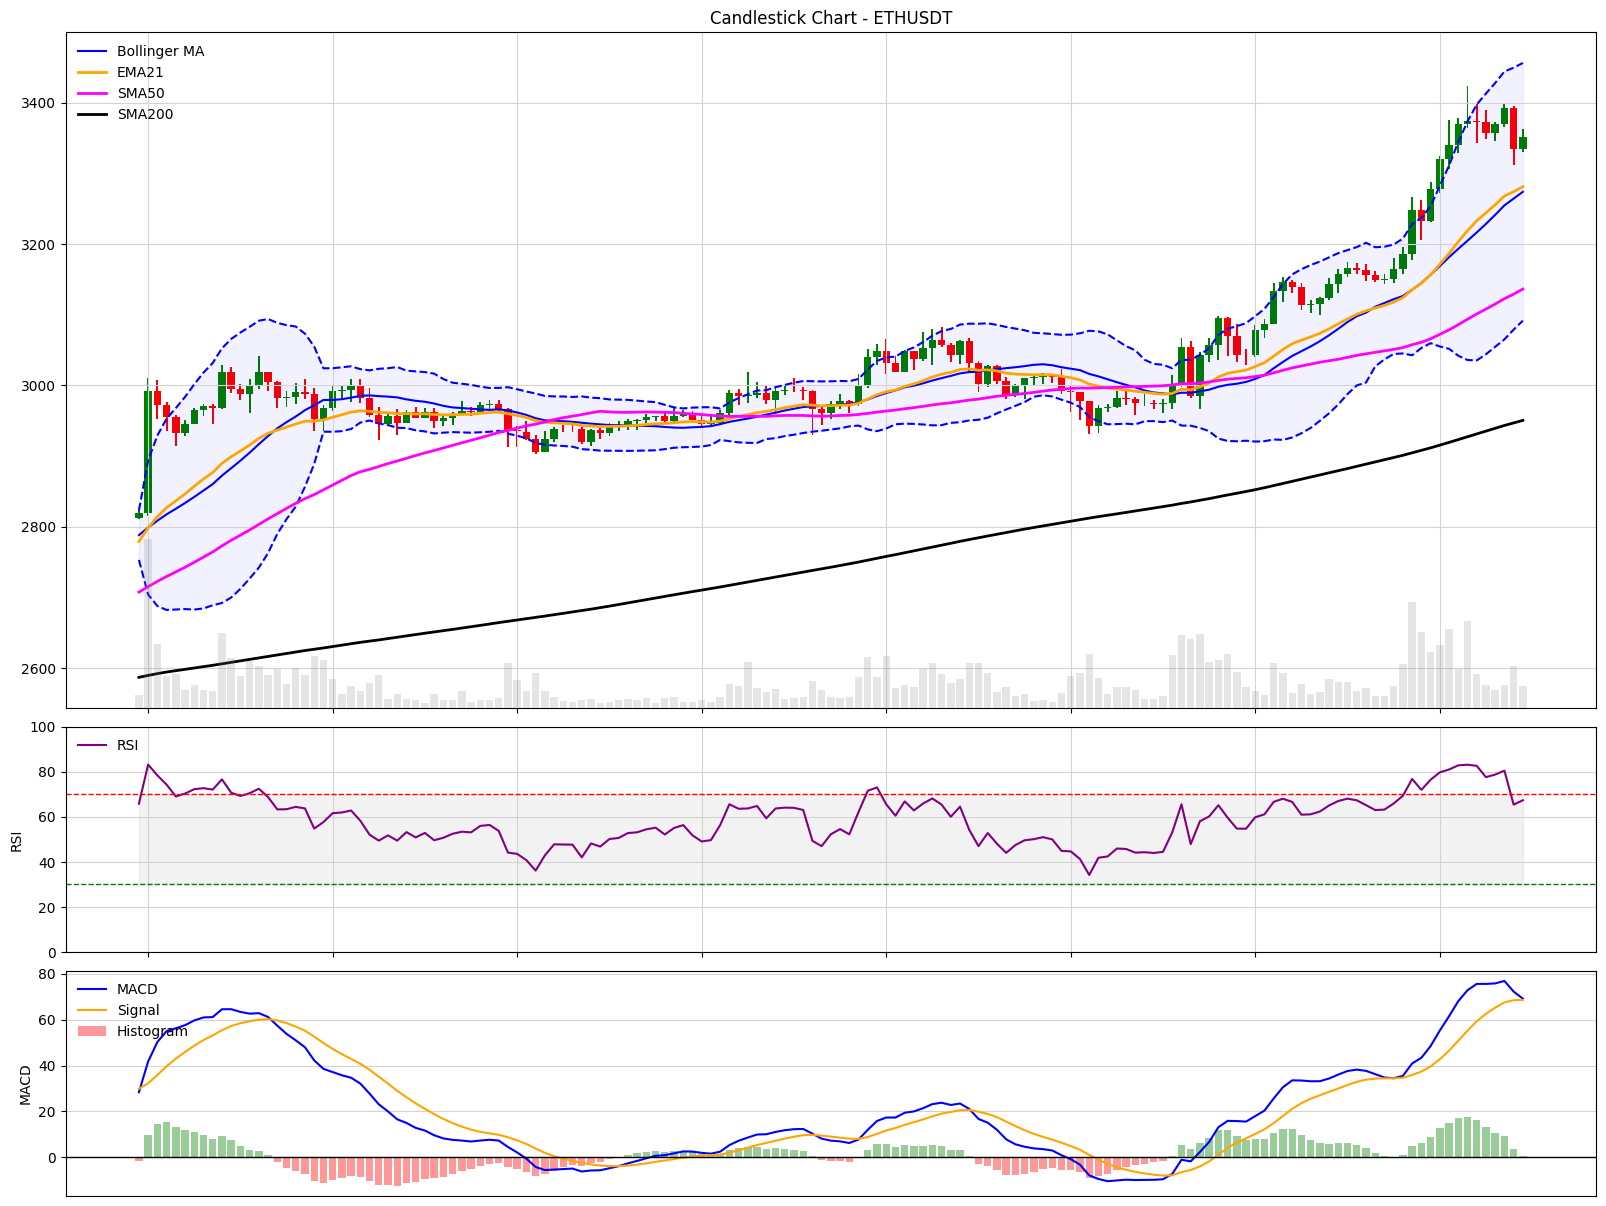 Candlestick Chart - ETHUSDT
Bollinger MA
EMA21
SMA50
SMA200
3400
3200
3000
2800
2600
RSI
100
80
60
40
20
0
RSI
MACD
Signal
Histogram
80
60
40
20
0
MACD